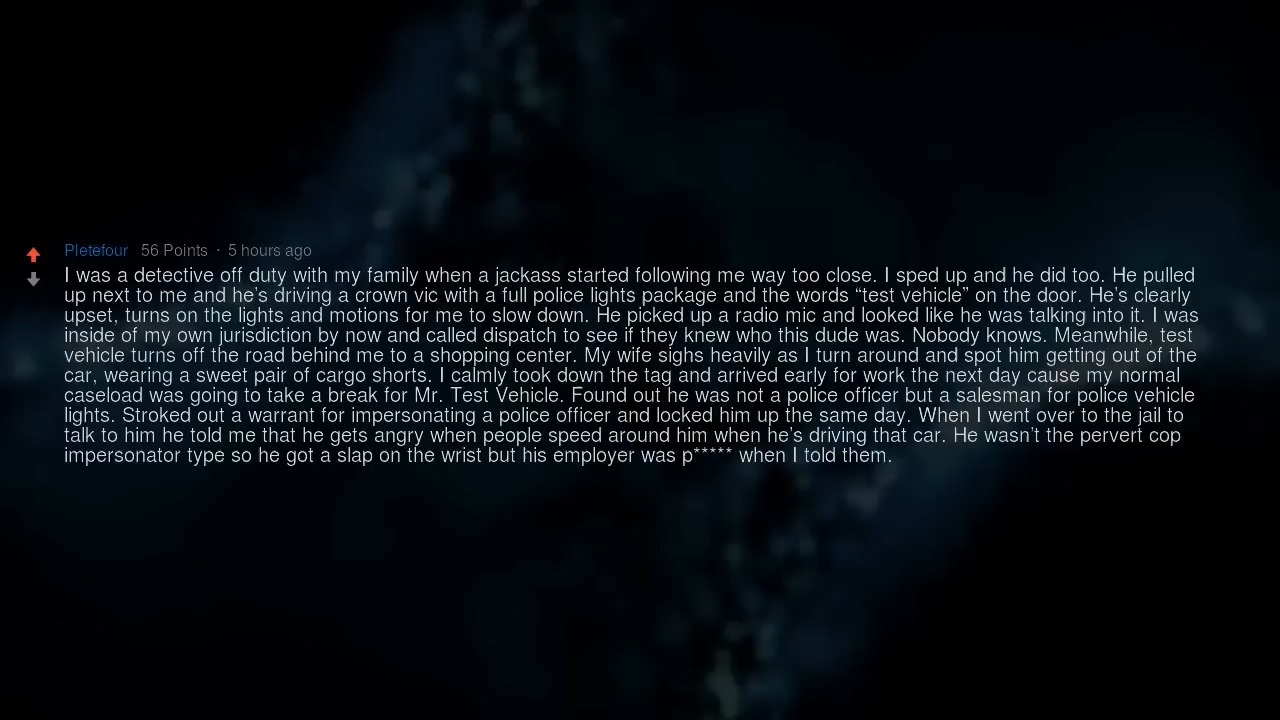 Pletefour 56 Points · 5 hours ago
I was a detective off duty with my family when a jackass started following me way too close. I sped up and he did too. He pulled
up next to me and he's driving a crown vic with a full police lights package and the words “test vehicle” on the door. He's clearly
upset, turns on the lights and motions for me to slow down. He picked up a radio mic and looked like he was talking into it. I was
inside of my own jurisdiction by now and called dispatch to see if they knew who this dude was. Nobody knows. Meanwhile, test
vehicle turns off the road behind me to a shopping center. My wife sighs heavily as I turn around and spot him getting out of the
car, wearing a sweet pair of cargo shorts. I calmly took down the tag and arrived early for work the next day cause my normal
caseload was going to take a break for Mr. Test Vehicle. Found out he was not a police officer but a salesman for police vehicle
lights. Stroked out a warrant for impersonating a police officer and locked him up the same day. When I went over to the jail to
talk to him he told me that he gets angry when people speed around him when he's driving that car. He wasn't the pervert cop
impersonator type so he got a slap on the wrist but his employer was p***** when I told them.